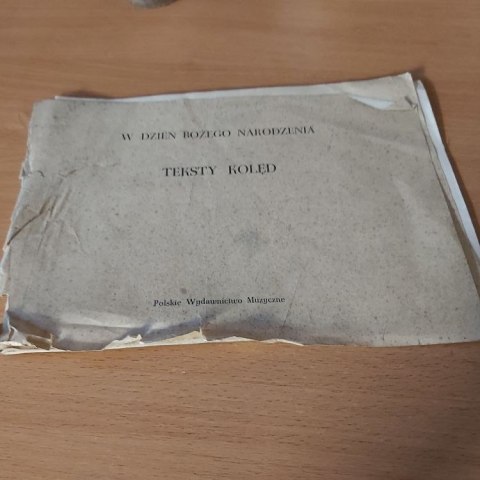 W DZIEŃ BOŻEGO NARODZENIA
TEKSTY KOLĘD
Polskie Wydawnictwo Muzyczne